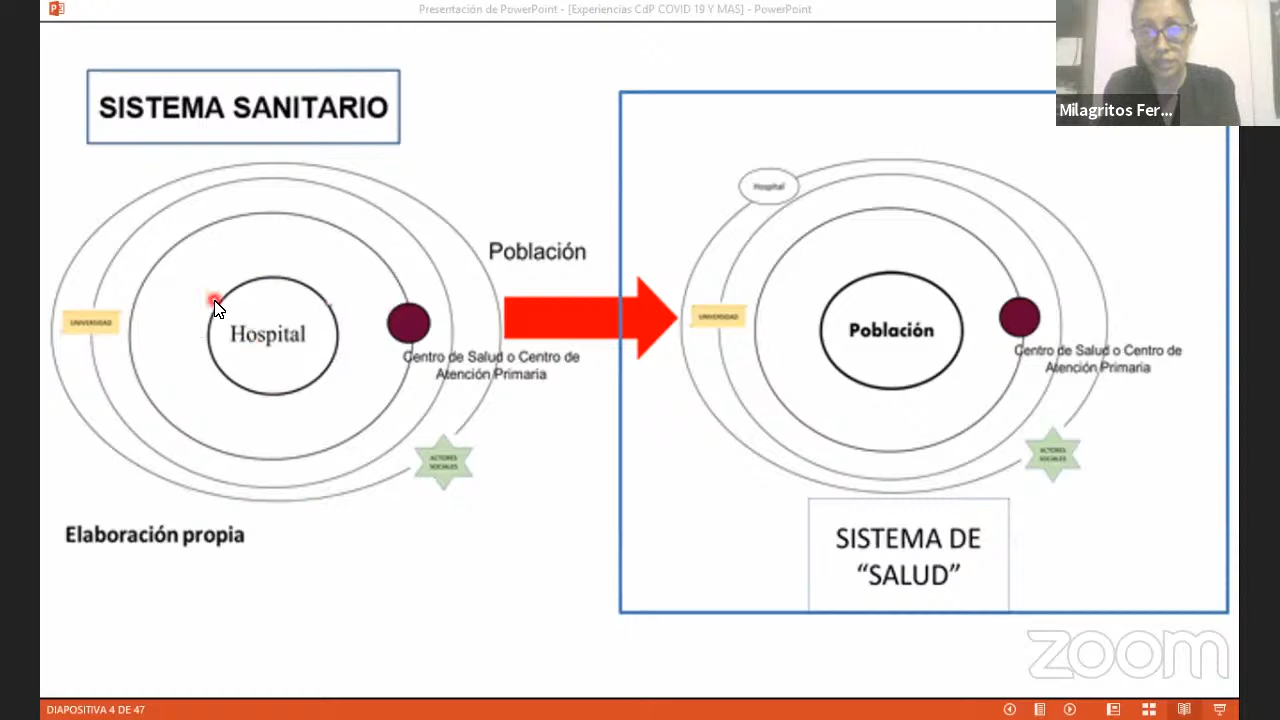 Presentación de PowerPoint - [Experiencias CdP COVID 19 Y MAS] - PowerPoint
Milagritos Fer...
SISTEMA SANITARIO
Población
UNIVERSIDAD
Hospital
Centro de Salud o Centro de
Atención Primaria
ACTORES
SOCIALES
Elaboración propia
Hospital
UNIVERSIDAD
Población
Centro de Salud o Centro de
Atención Primaria
ACTORES
SOCIALES
SISTEMA DE
“SALUD”
zoom
DIAPOSITIVA 4 DE 47